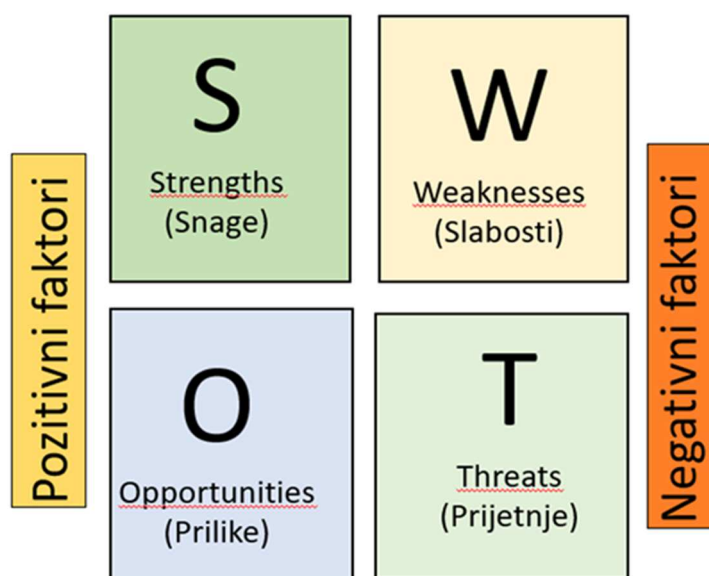 Pozitivni faktori
S
Strengths
(Snage)
W
Weaknesses
(Slabosti)
O
Opportunities
(Prilike)
T
Threats
(Prijetnje)
Negativni faktori